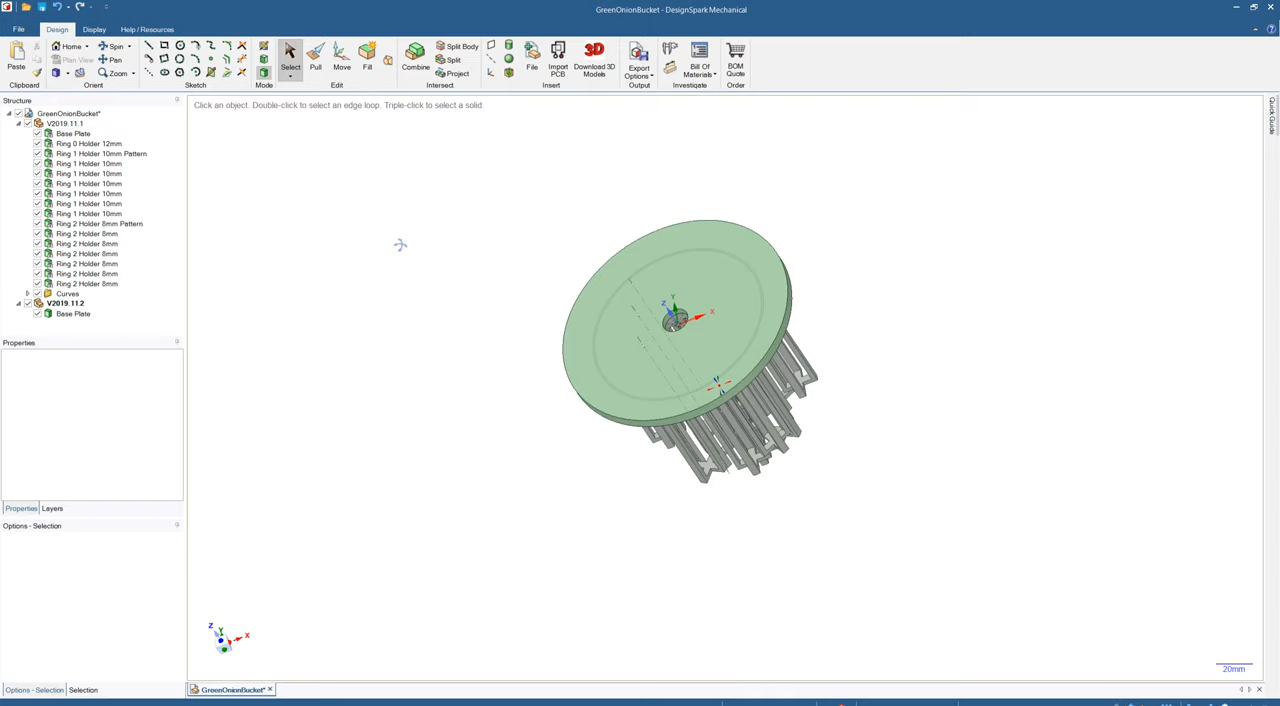 GreenOnionBucket - DesignSpark Mechanical
File Design Display Help / Resources
Paste
Clipboard
Home Spin
Plan View Pan
Zoom
Orient
Sketch
Mode
Select Pull Move Fill
Edit
Combine
Split Body
Split
Project
Intersect
File Import PCB Download 3D Models
Insert
Export Options
Output
Bill Of Materials
Investigate
BOM Quote
Order
Structure
Click an object. Double-click to select an edge loop. Triple-click to select a solid
Quick Guide
GreenOnionBucket*
V2019.11.1
Base Plate
Ring 0 Holder 12mm
Ring 1 Holder 10mm Pattern
Ring 1 Holder 10mm
Ring 1 Holder 10mm
Ring 1 Holder 10mm
Ring 1 Holder 10mm
Ring 1 Holder 10mm
Ring 1 Holder 10mm
Ring 2 Holder 8mm Pattern
Ring 2 Holder 8mm
Ring 2 Holder 8mm
Ring 2 Holder 8mm
Ring 2 Holder 8mm
Ring 2 Holder 8mm
Ring 2 Holder 8mm
Curves
V2019.11.2
Base Plate
Z Y X
Properties
Properties Layers
Options - Selection
Z Y X
20mm
Options - Selection Selection
GreenOnionBucket*